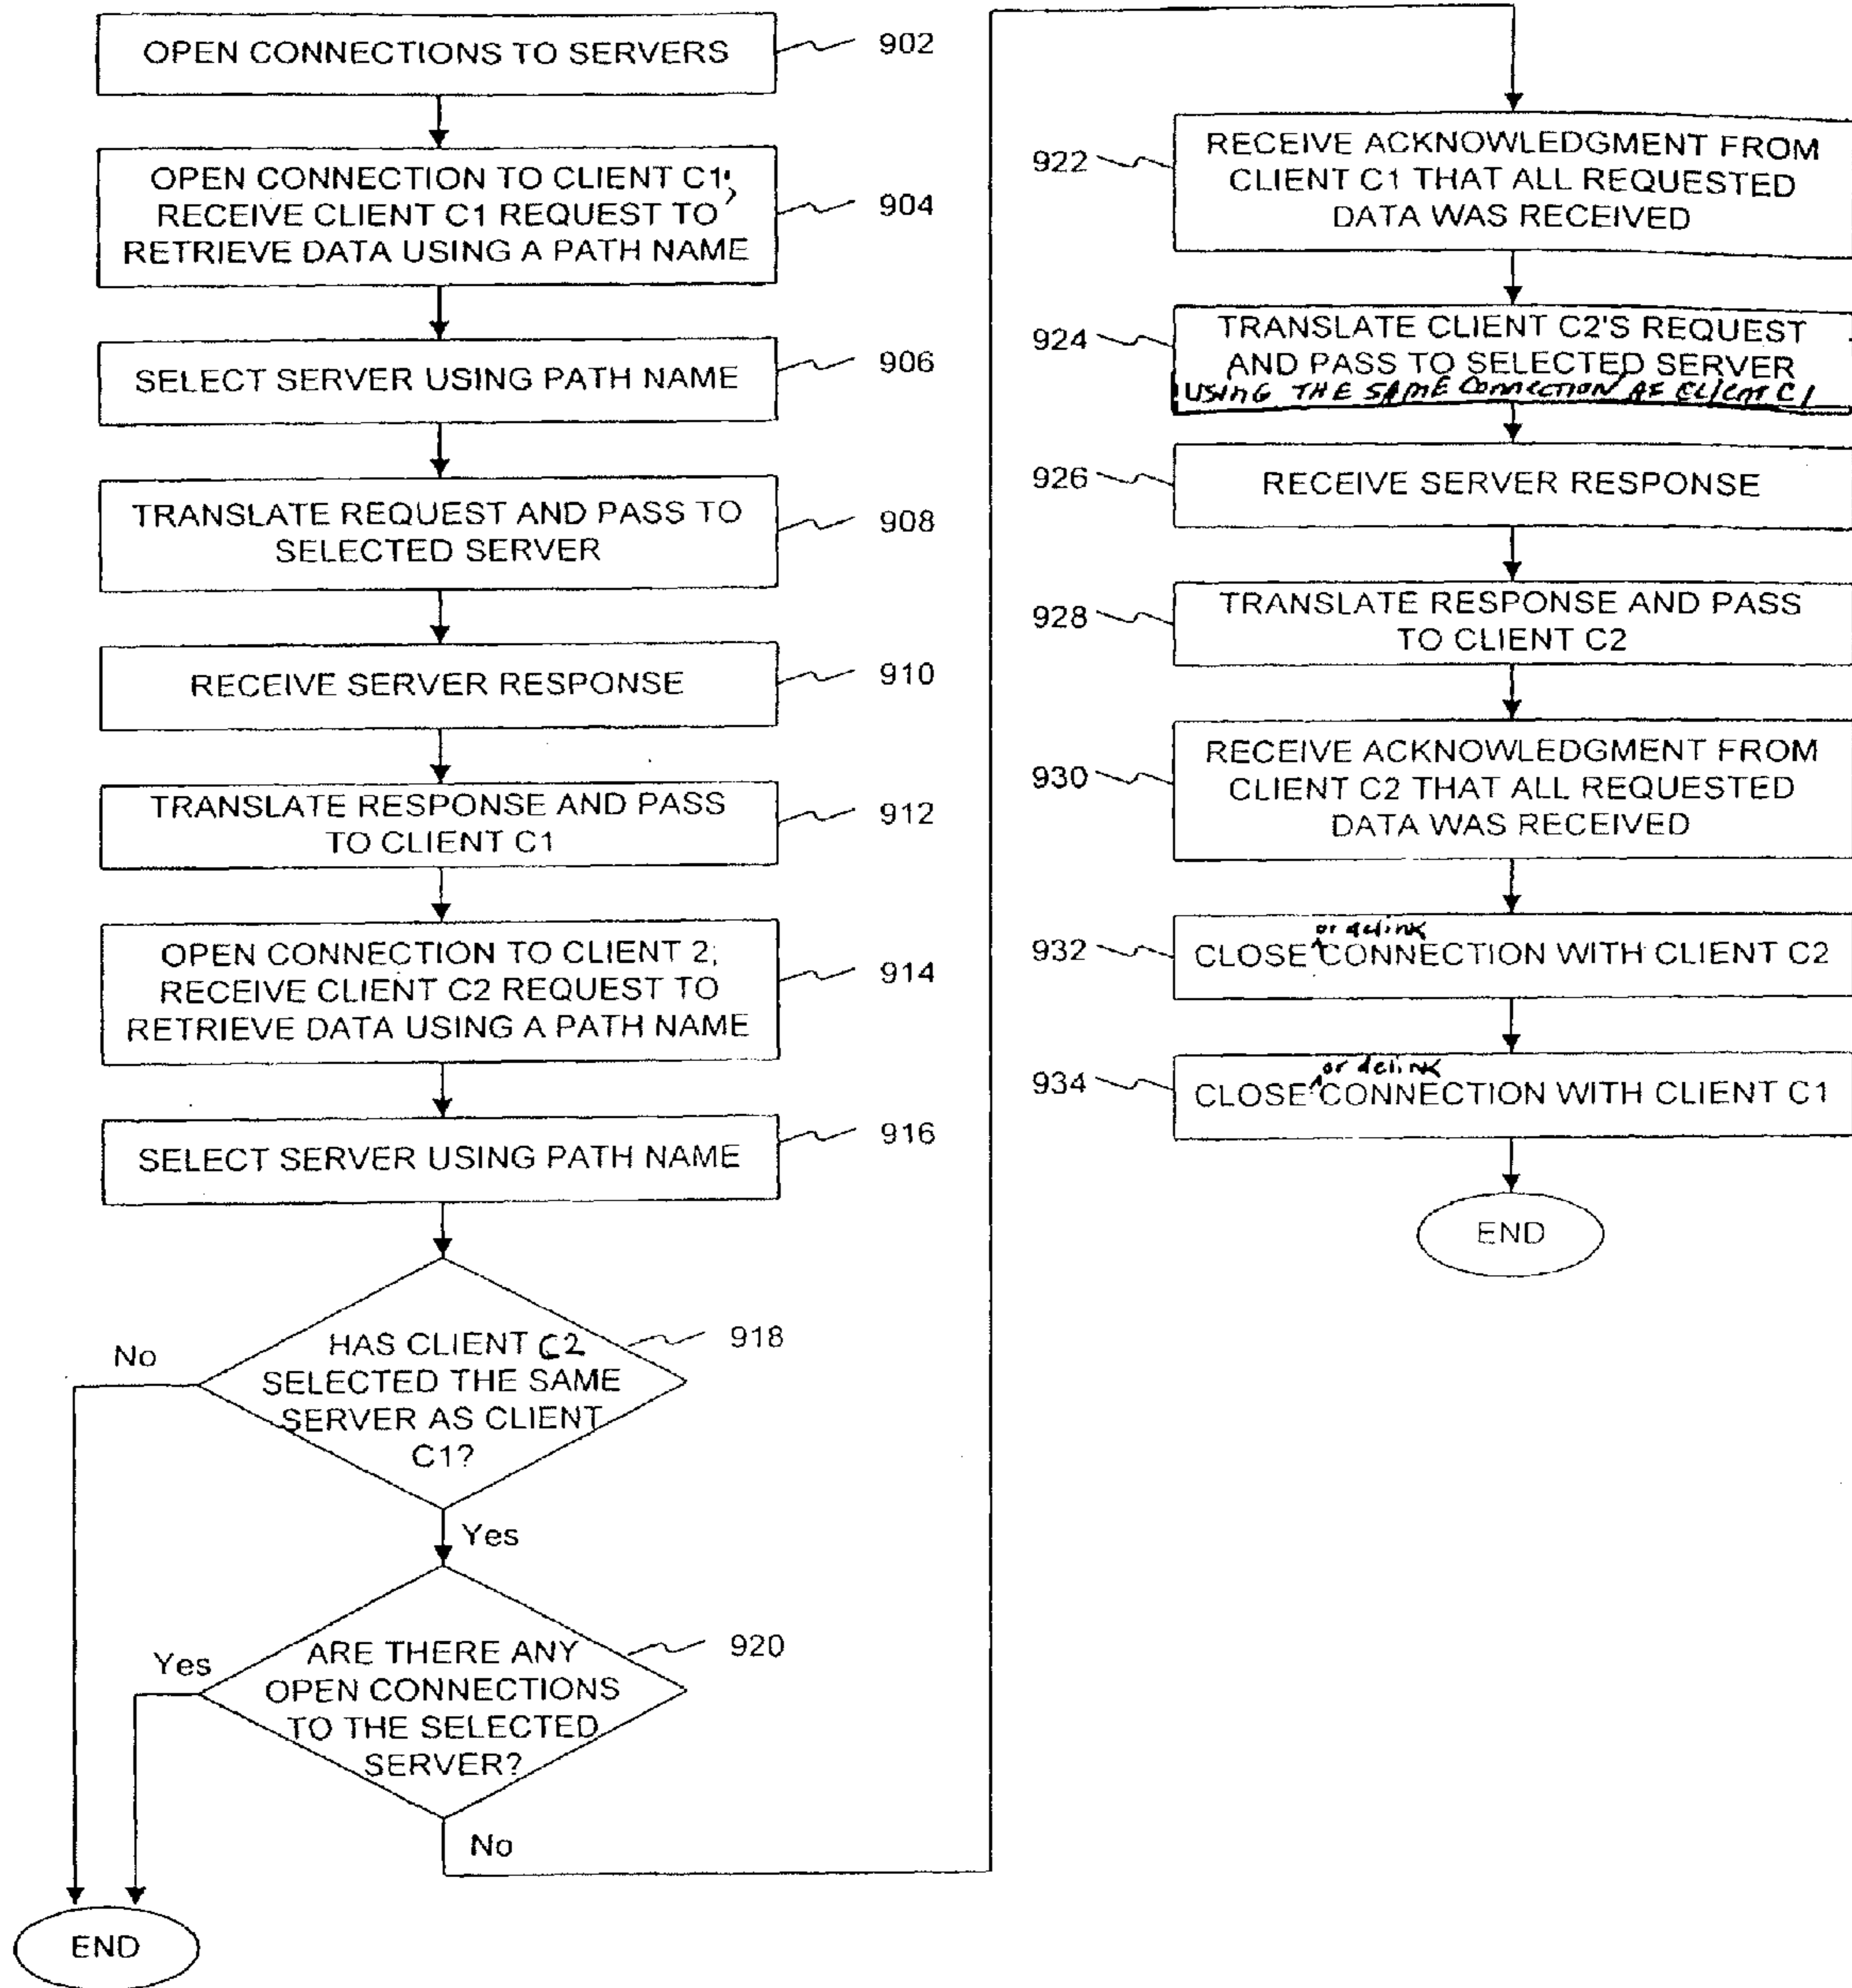 OPEN CONNECTIONS TO SERVERS
902
OPEN CONNECTION TO CLIENT C1;
RECEIVE CLIENT C1 REQUEST TO
RETRIEVE DATA USING A PATH NAME
904
SELECT SERVER USING PATH NAME
906
TRANSLATE REQUEST AND PASS TO
SELECTED SERVER
908
RECEIVE SERVER RESPONSE
910
TRANSLATE RESPONSE AND PASS
TO CLIENT C1
912
OPEN CONNECTION TO CLIENT 2;
RECEIVE CLIENT C2 REQUEST TO
RETRIEVE DATA USING A PATH NAME
914
SELECT SERVER USING PATH NAME
916
HAS CLIENT C2
SELECTED THE SAME
SERVER AS CLIENT
C1?
918
No
Yes
ARE THERE ANY
OPEN CONNECTIONS
TO THE SELECTED
SERVER?
920
Yes
No
END
922
RECEIVE ACKNOWLEDGMENT FROM
CLIENT C1 THAT ALL REQUESTED
DATA WAS RECEIVED
924
TRANSLATE CLIENT C2'S REQUEST
AND PASS TO SELECTED SERVER
USING THE SAME CONNECTION AS CLIENT C1
926
RECEIVE SERVER RESPONSE
928
TRANSLATE RESPONSE AND PASS
TO CLIENT C2
930
RECEIVE ACKNOWLEDGMENT FROM
CLIENT C2 THAT ALL REQUESTED
DATA WAS RECEIVED
932
or delink
CLOSE ^ CONNECTION WITH CLIENT C2
934
or delink
CLOSE ^ CONNECTION WITH CLIENT C1
END